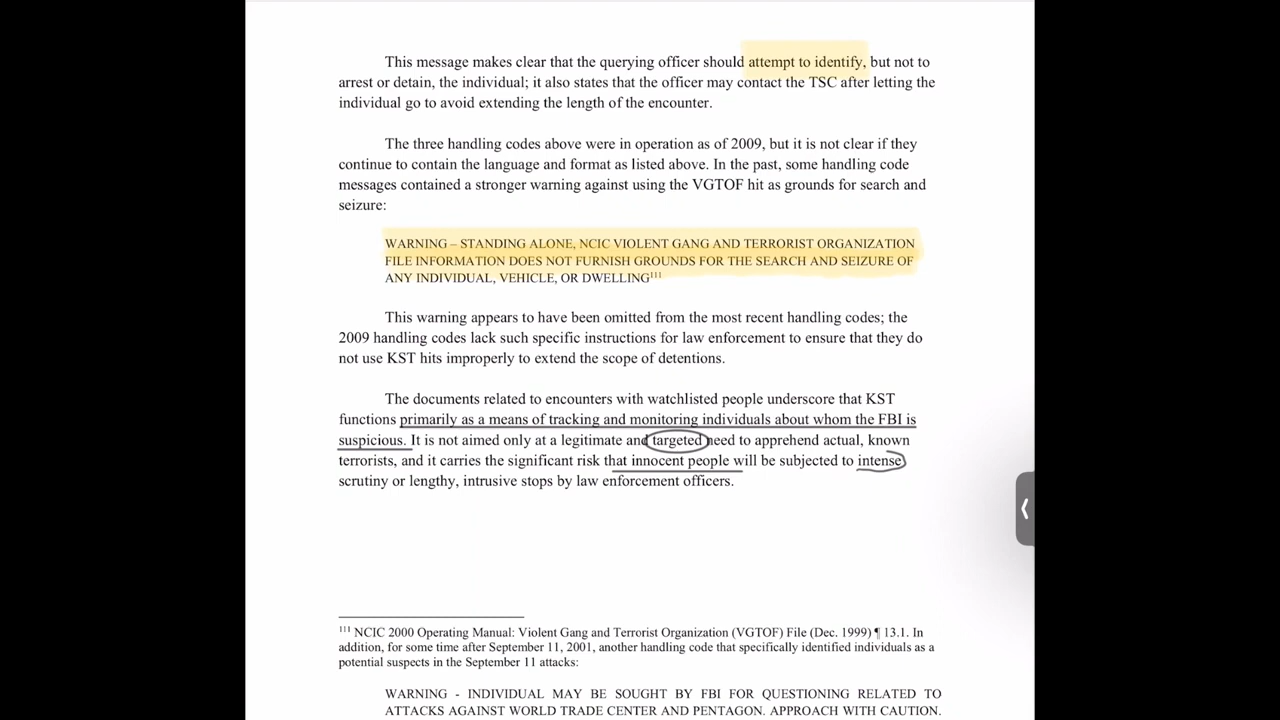 This message makes clear that the querying officer should attempt to identify, but not to
arrest or detain, the individual; it also states that the officer may contact the TSC after letting the
individual go to avoid extending the length of the encounter.
The three handling codes above were in operation as of 2009, but it is not clear if they
continue to contain the language and format as listed above. In the past, some handling code
messages contained a stronger warning against using the VGTOF hit as grounds for search and
seizure:
WARNING – STANDING ALONE, NCIC VIOLENT GANG AND TERRORIST ORGANIZATION
FILE INFORMATION DOES NOT FURNISH GROUNDS FOR THE SEARCH AND SEIZURE OF
ANY INDIVIDUAL, VEHICLE, OR DWELLING111
This warning appears to have been omitted from the most recent handling codes; the
2009 handling codes lack such specific instructions for law enforcement to ensure that they do
not use KST hits improperly to extend the scope of detentions.
The documents related to encounters with watchlisted people underscore that KST
functions primarily as a means of tracking and monitoring individuals about whom the FBI is
suspicious. It is not aimed only at a legitimate and targeted need to apprehend actual, known
terrorists, and it carries the significant risk that innocent people will be subjected to intense
scrutiny or lengthy, intrusive stops by law enforcement officers.
111 NCIC 2000 Operating Manual: Violent Gang and Terrorist Organization (VGTOF) File (Dec. 1999) ¶ 13.1. In
addition, for some time after September 11, 2001, another handling code that specifically identified individuals as a
potential suspects in the September 11 attacks:
WARNING - INDIVIDUAL MAY BE SOUGHT BY FBI FOR QUESTIONING RELATED TO
ATTACKS AGAINST WORLD TRADE CENTER AND PENTAGON. APPROACH WITH CAUTION.